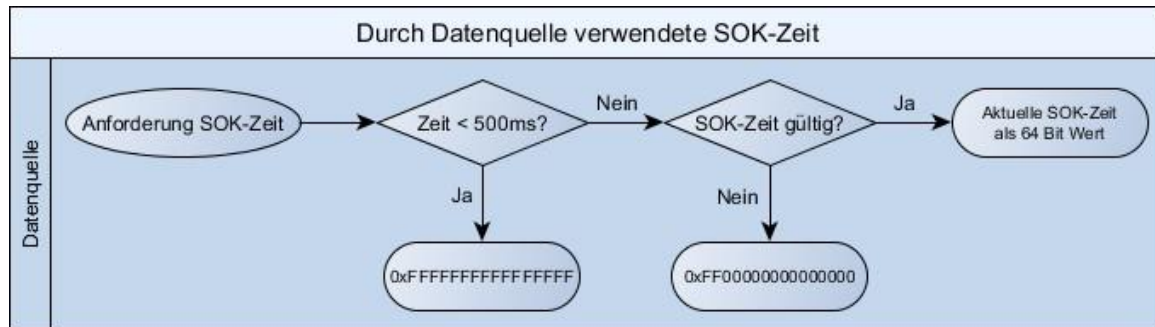 Durch Datenquelle verwendete SOK-Zeit
Datenquelle
Anforderung SOK-Zeit
Zeit < 500ms?
Nein
SOK-Zeit gültig?
Ja
Aktuelle SOK-Zeit
als 64 Bit Wert
Ja
Nein
0xFFFFFFFFFFFFFFFF
0xFF00000000000000